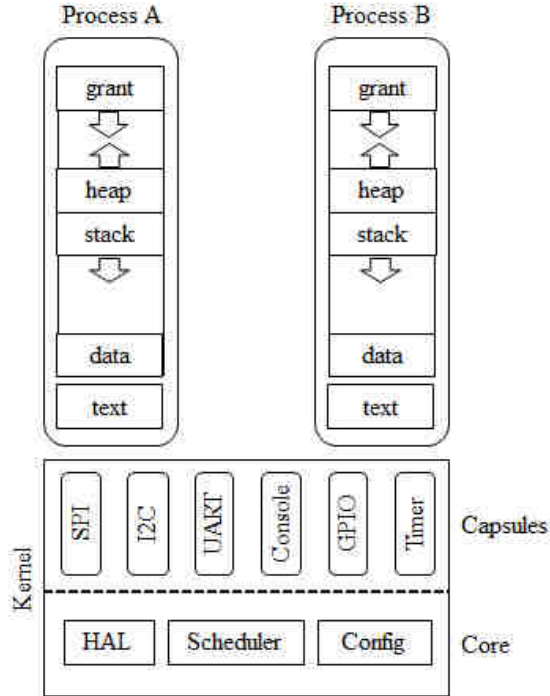 Process A
Process B
grant
heap
stack
data
text
grant
heap
stack
data
text
Kernel
SPI
I2C
UART
Console
GPIO
Timer
Capsules
HAL
Scheduler
Config
Core